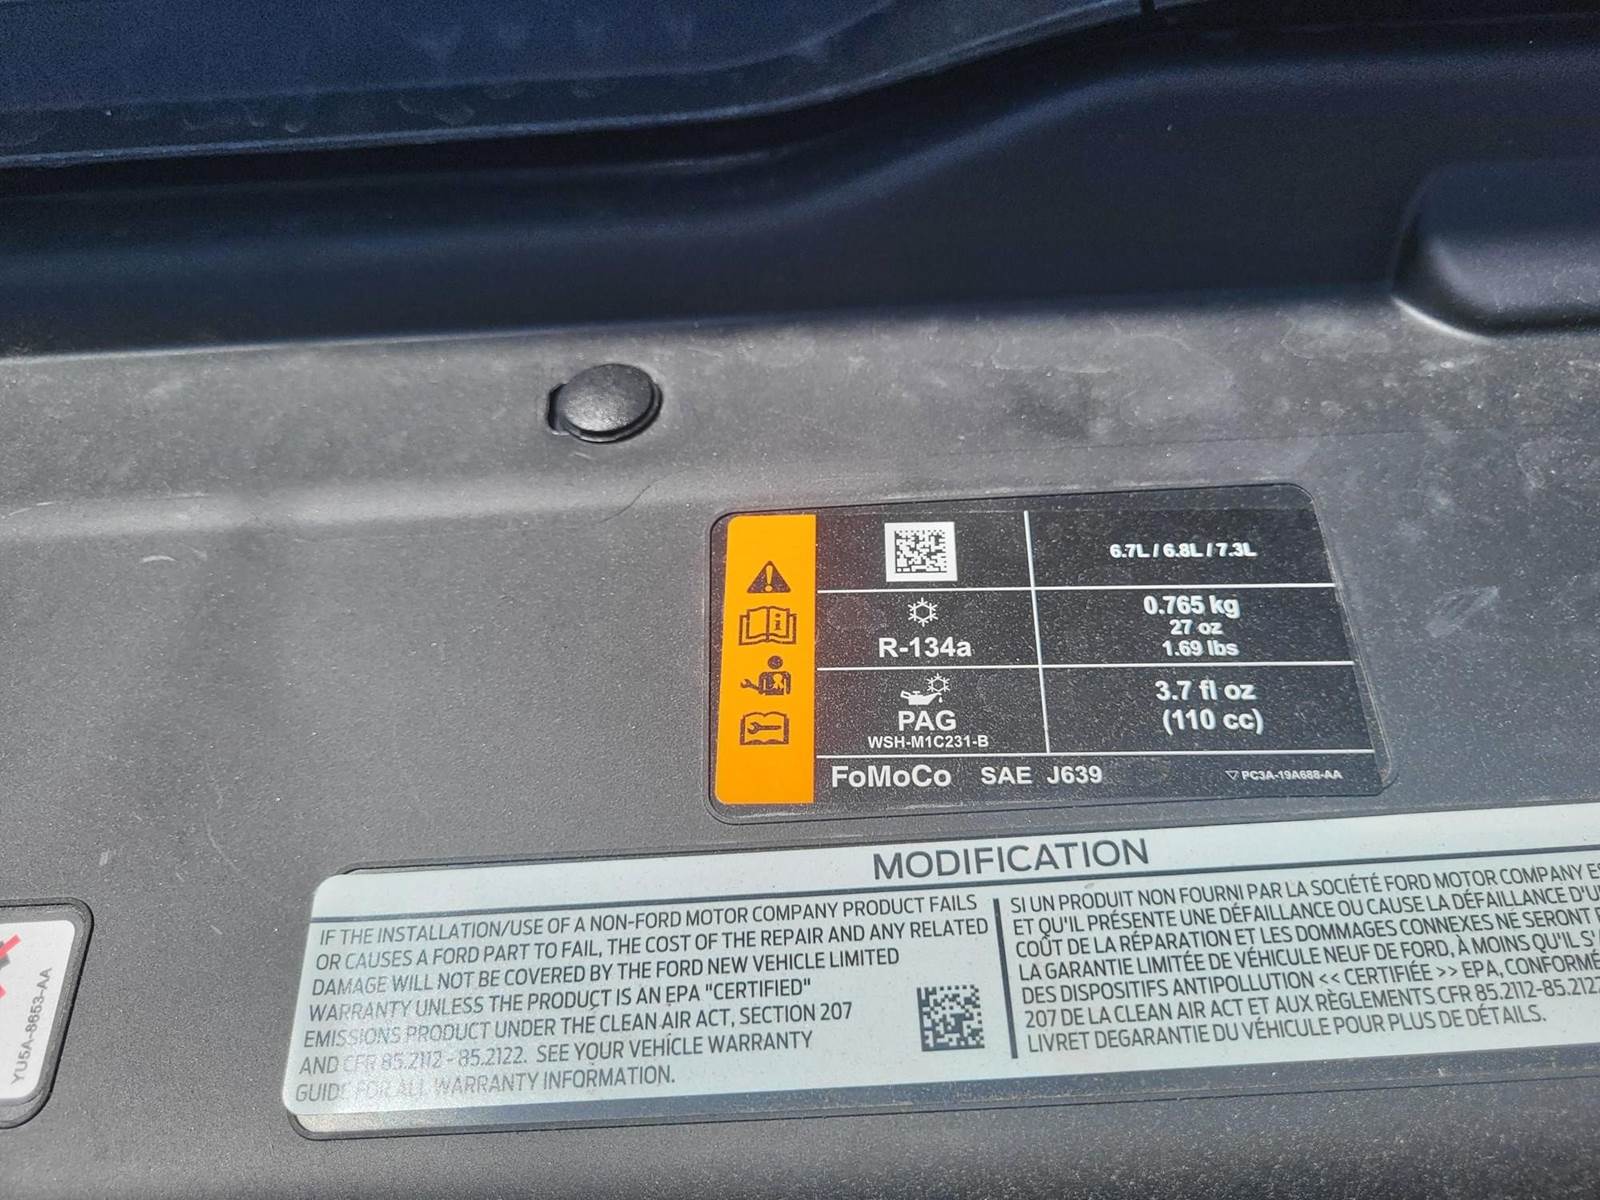 6.7L / 6.8L / 7.3L
R-134a
0.765 kg
27 oz
1.69 lbs
PAG
WSH-M1C231-B
3.7 fl oz
(110 cc)
FoMoCo SAE J639
PC3A-19A688-AA
MODIFICATION
IF THE INSTALLATION/USE OF A NON-FORD MOTOR COMPANY PRODUCT FAILS
OR CAUSES A FORD PART TO FAIL, THE COST OF THE REPAIR AND ANY RELATED
DAMAGE WILL NOT BE COVERED BY THE FORD NEW VEHICLE LIMITED
WARRANTY UNLESS THE PRODUCT IS AN EPA "CERTIFIED"
EMISSIONS PRODUCT UNDER THE CLEAN AIR ACT, SECTION 207
AND CFR 85.2112 - 85.2122. SEE YOUR VEHICLE WARRANTY
GUIDE FOR ALL WARRANTY INFORMATION.
SI UN PRODUIT NON FOURNI PAR LA SOCIÉTÉ FORD MOTOR COMPANY
ET QU'IL PRÉSENTE UNE DÉFAILLANCE OU CAUSE LA DÉFAILLANCE
COÛT DE LA RÉPARATION ET LES DOMMAGES CONNEXES NE SERONT
LA GARANTIE LIMITÉE DE VÉHICULE NEUF DE FORD, À MOINS QU'IL
DES DISPOSITIFS ANTIPOLLUTION << CERTIFIÉE >> EPA,
207 DE LA CLEAN AIR ACT ET AUX RÈGLEMENTS CFR 85.2112-85.2122
LIVRET DE GARANTIE DU VÉHICULE POUR PLUS DE DÉTAILS.
YU5A-8653-AA